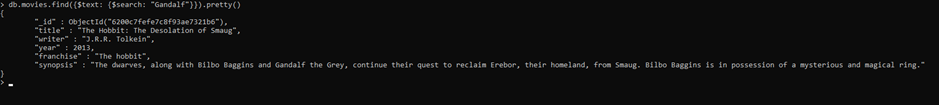 > db.movies.find({$text: {$search: "Gandalf"}}).pretty()
{
        "_id" : ObjectId("6200c7fefe7c8f93ae7321b6"),
        "title" : "The Hobbit: The Desolation of Smaug",
        "writer" : "J.R.R. Tolkein",
        "year" : 2013,
        "franchise" : "The hobbit",
        "synopsis" : "The dwarves, along with Bilbo Baggins and Gandalf the Grey, continue their quest to reclaim Erebor, their homeland, from Smaug. Bilbo Baggins is in possession of a mysterious and magical ring."
}
>